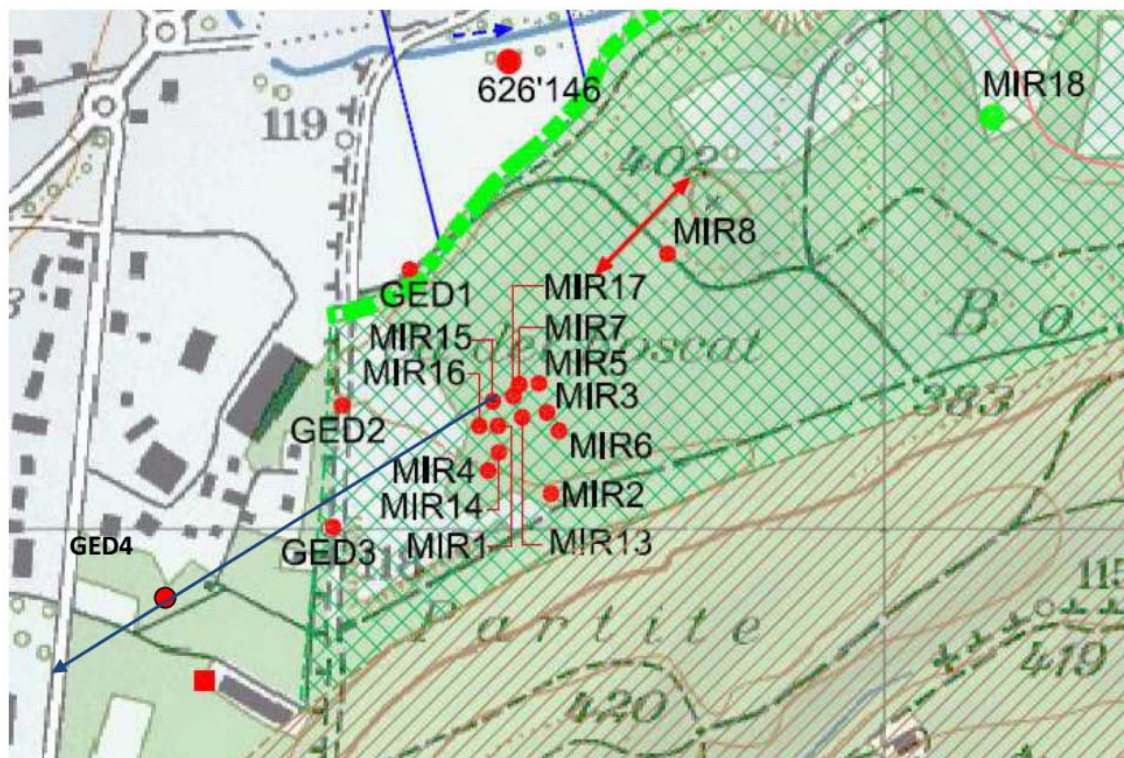 626'146
MIR18
119
402
MIR8
GED1
MIR17
MIR15
MIR7
MIR5
MIR16
MIR3
B o
383
GED2
MIR6
MIR4
MIR2
MIR14
GED3
MIR1
MIR13
GED4
118
115
P a r t i t e
419
420